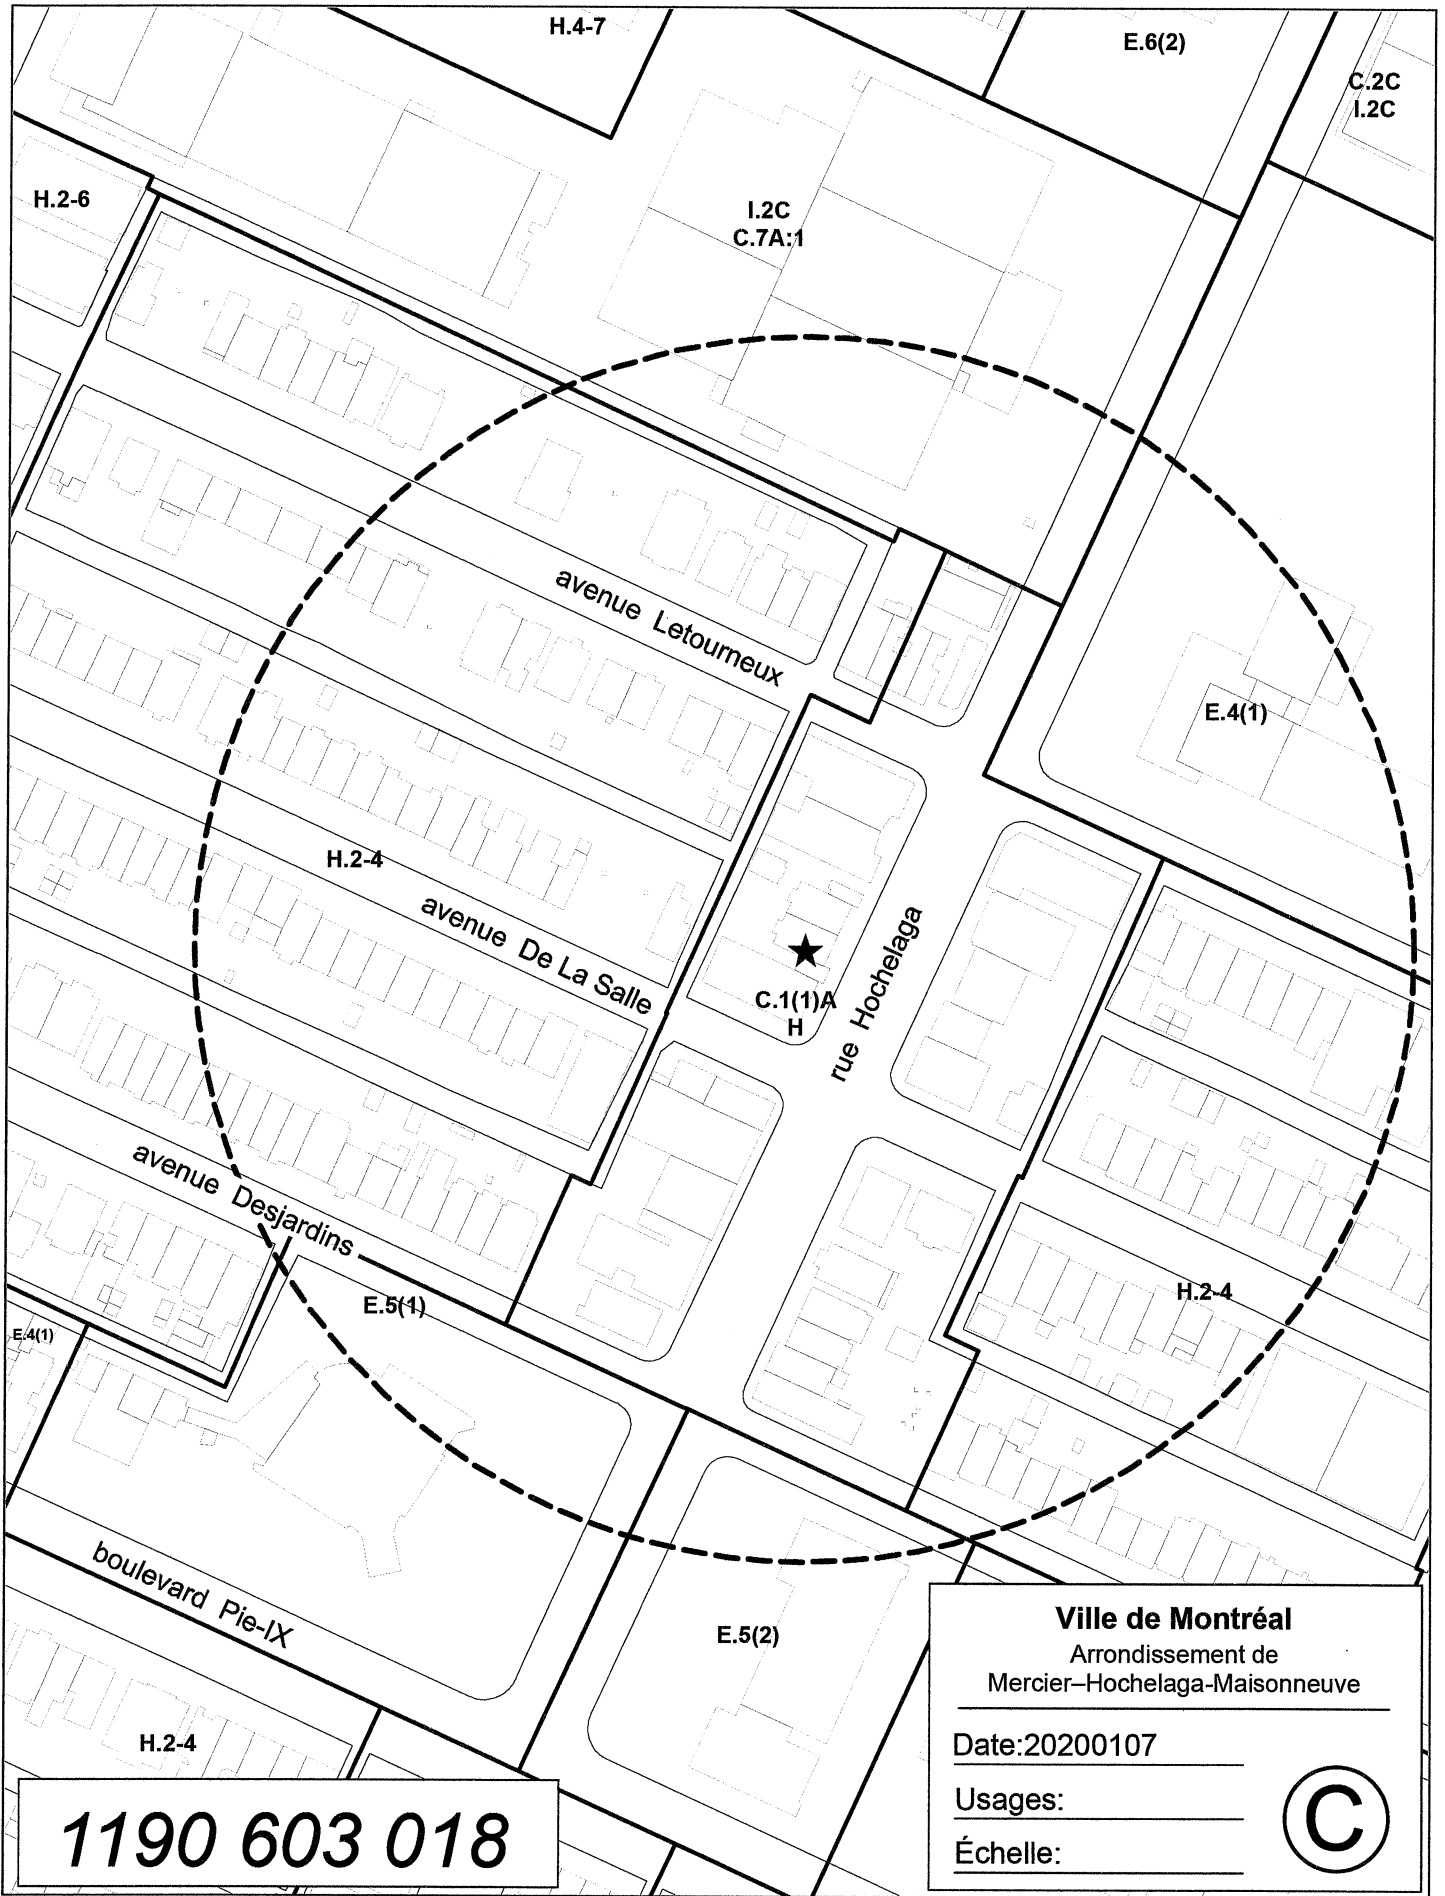 H.4-7
E.6(2)
C.2C
I.2C
H.2-6
I.2C
C.7A:1
avenue Letourneux
E.4(1)
H.2-4
avenue De La Salle
C.1(1)A
H
rue Hochelaga
avenue Desjardins
E.5(1)
H.2-4
E.4(1)
boulevard Pie-IX
E.5(2)
H.2-4
1190 603 018
Ville de Montréal
Arrondissement de
Mercier–Hochelaga-Maisonneuve
Date:20200107
Usages:
Échelle:
C